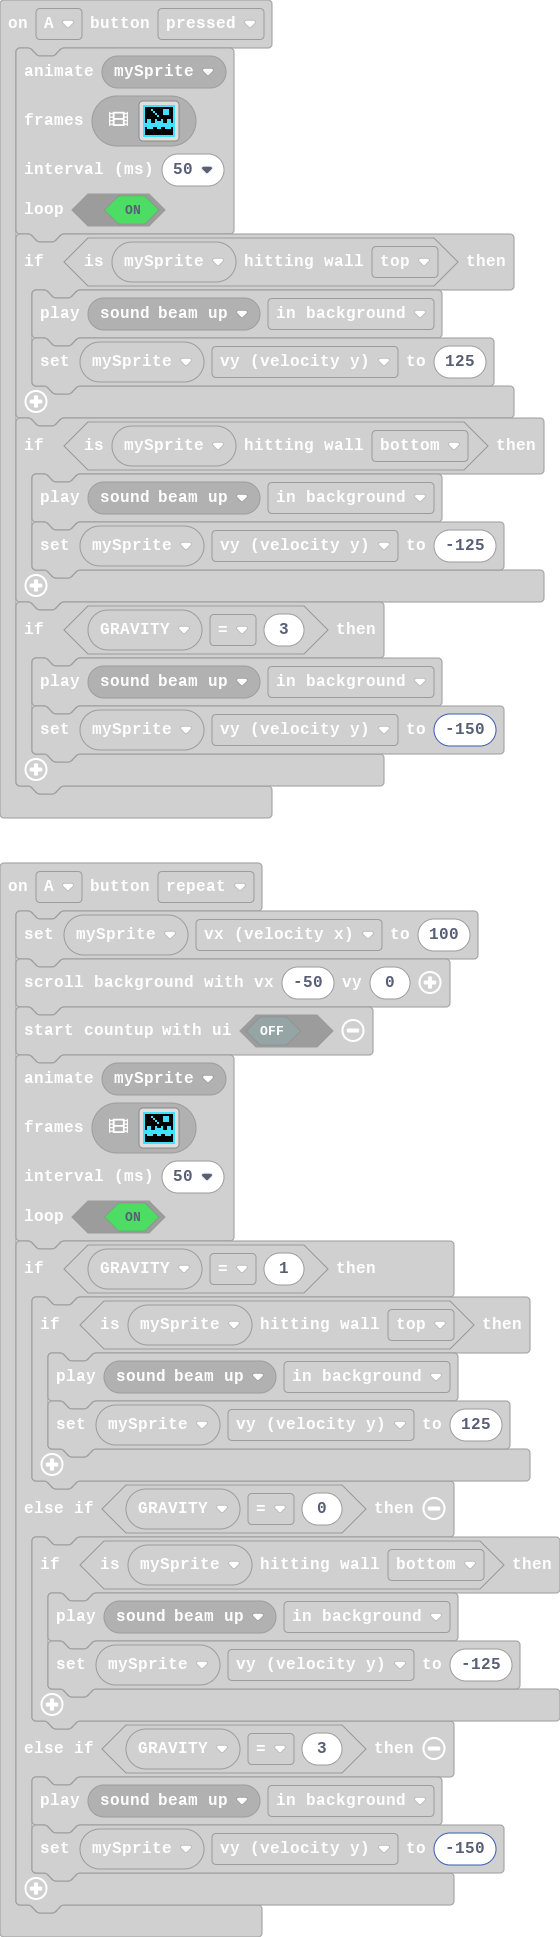 on A button pressed
animate mySprite
frames
interval (ms) 50
loop ON
if is mySprite hitting wall top then
play sound beam up in background
set mySprite vy (velocity y) to 125
if is mySprite hitting wall bottom then
play sound beam up in background
set mySprite vy (velocity y) to -125
if GRAVITY = 3 then
play sound beam up in background
set mySprite vy (velocity y) to -150
on A button repeat
set mySprite vx (velocity x) to 100
scroll background with vx -50 vy 0
start countup with ui OFF
animate mySprite
frames
interval (ms) 50
loop ON
if GRAVITY = 1 then
if is mySprite hitting wall top then
play sound beam up in background
set mySprite vy (velocity y) to 125
else if GRAVITY = 0 then
if is mySprite hitting wall bottom then
play sound beam up in background
set mySprite vy (velocity y) to -125
else if GRAVITY = 3 then
play sound beam up in background
set mySprite vy (velocity y) to -150